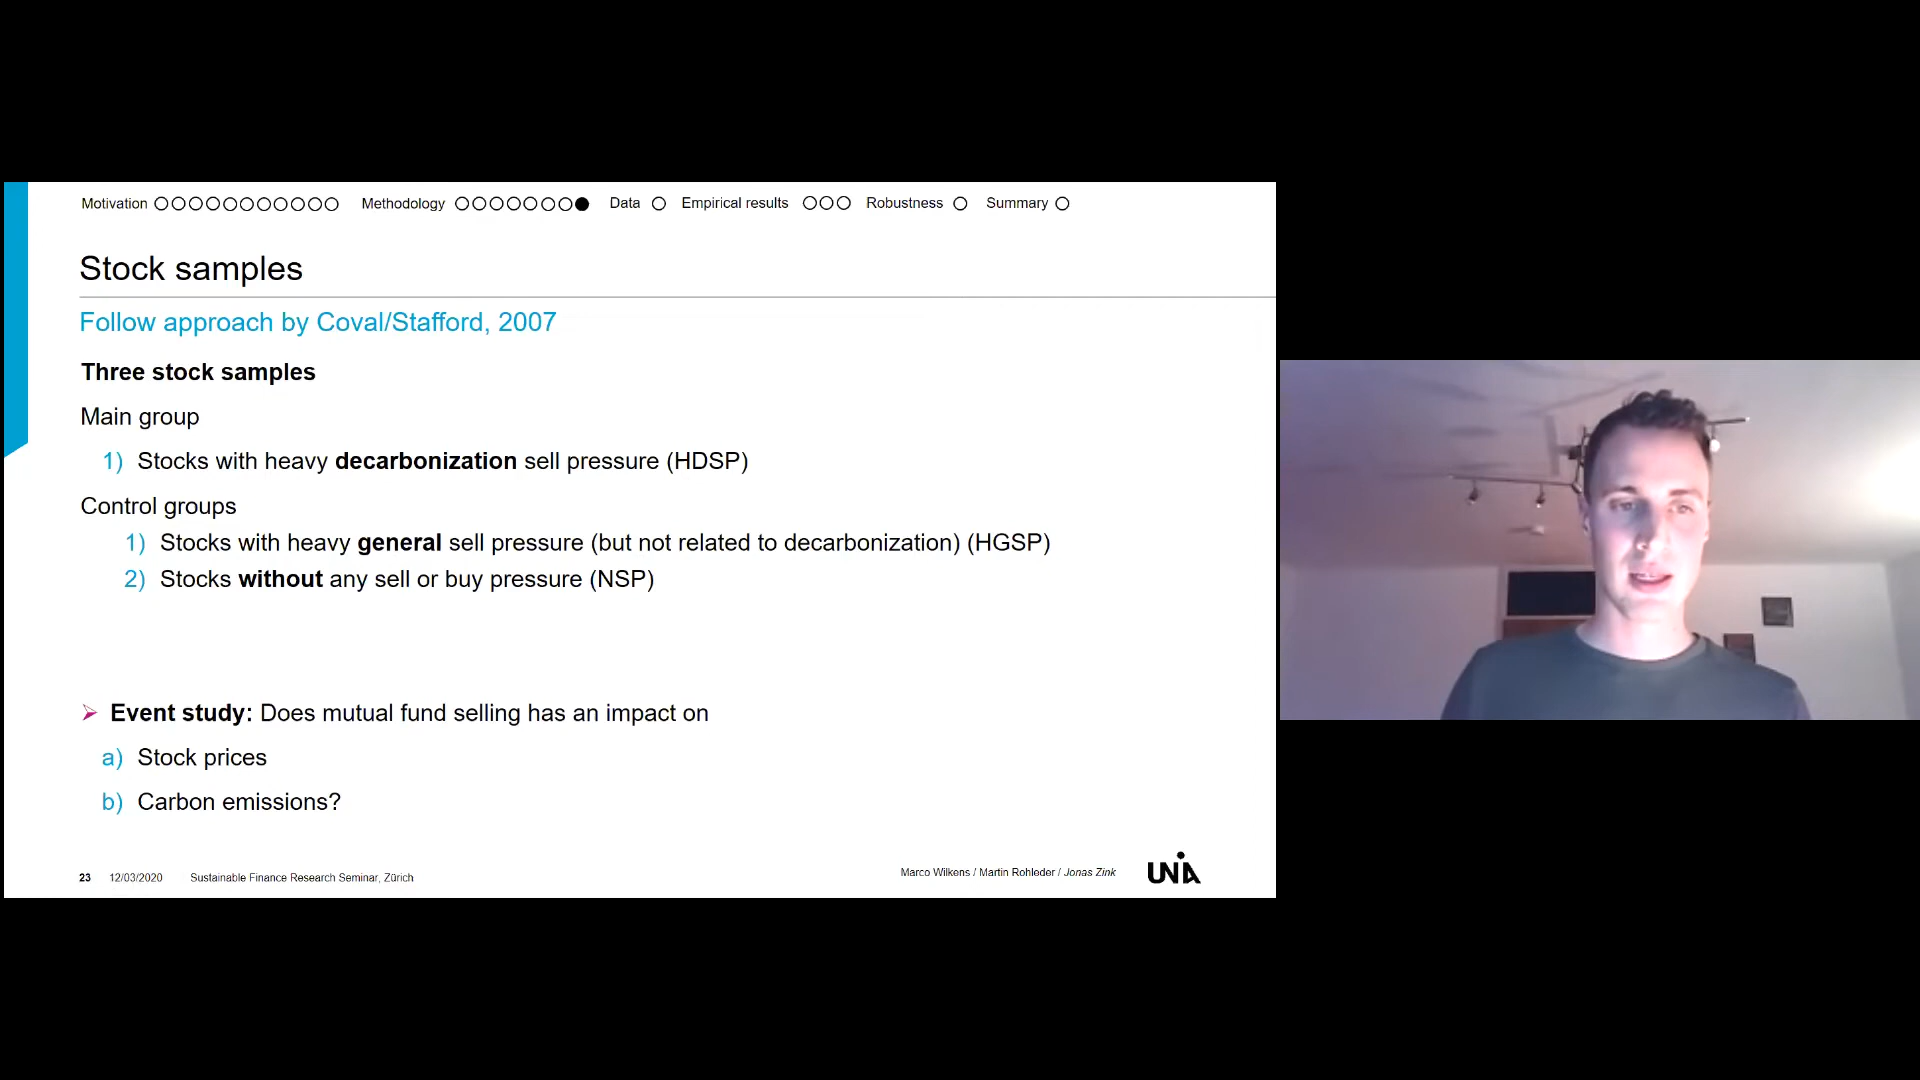 Motivation Methodology Data Empirical results Robustness Summary
Stock samples
Follow approach by Coval/Stafford, 2007
Three stock samples
Main group
1) Stocks with heavy decarbonization sell pressure (HDSP)
Control groups
1) Stocks with heavy general sell pressure (but not related to decarbonization) (HGSP)
2) Stocks without any sell or buy pressure (NSP)
Event study: Does mutual fund selling has an impact on
a) Stock prices
b) Carbon emissions?
23 12/03/2020 Sustainable Finance Research Seminar, Zürich
Marco Wilkens / Martin Rohleder / Jonas Zink
UNIA